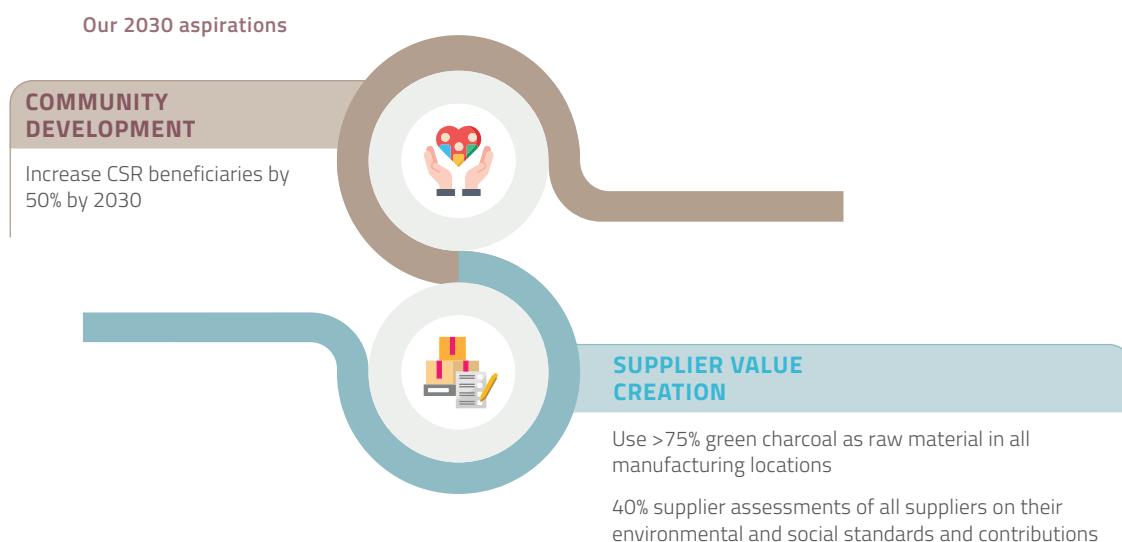 Our 2030 aspirations
COMMUNITY
DEVELOPMENT
Increase CSR beneficiaries by
50% by 2030
SUPPLIER VALUE
CREATION
Use >75% green charcoal as raw material in all
manufacturing locations
40% supplier assessments of all suppliers on their
environmental and social standards and contributions